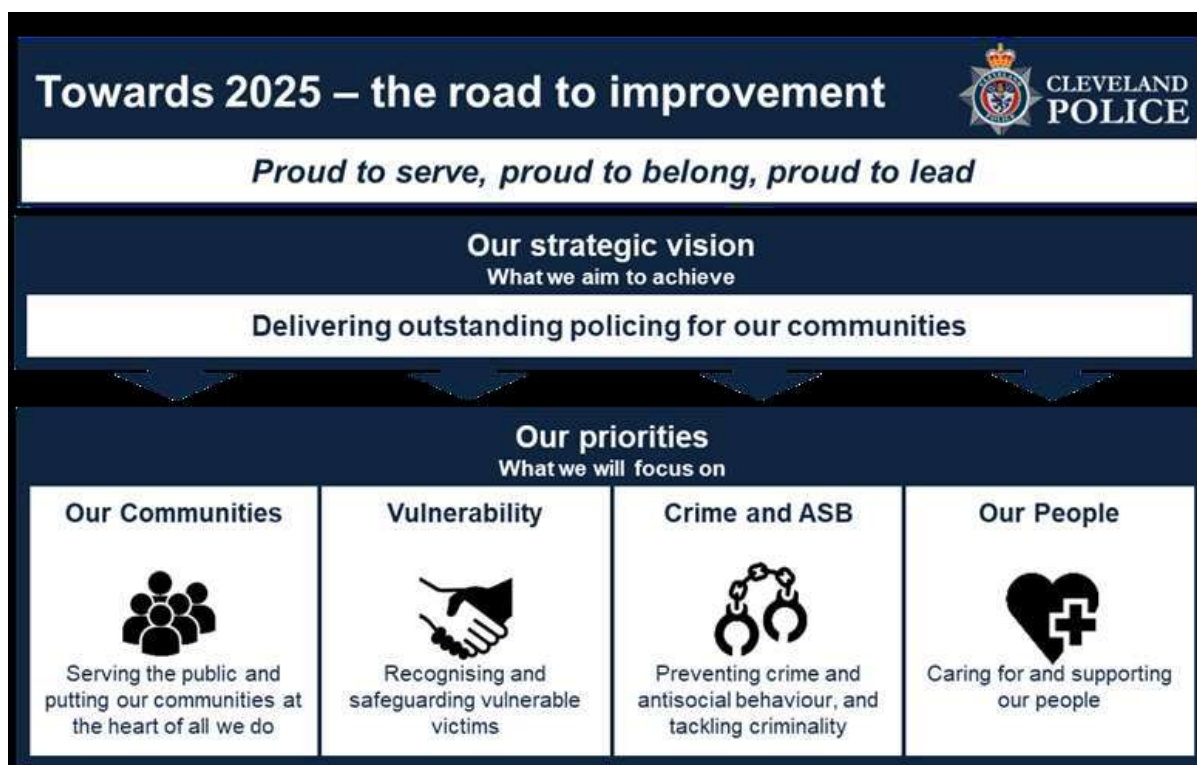 Towards 2025 – the road to improvement
CLEVELAND
POLICE
Proud to serve, proud to belong, proud to lead
Our strategic vision
What we aim to achieve
Delivering outstanding policing for our communities
Our priorities
What we will focus on
Our Communities
Serving the public and
putting our communities at
the heart of all we do
Vulnerability
Recognising and
safeguarding vulnerable
victims
Crime and ASB
Preventing crime and
antisocial behaviour, and
tackling criminality
Our People
Caring for and supporting
our people